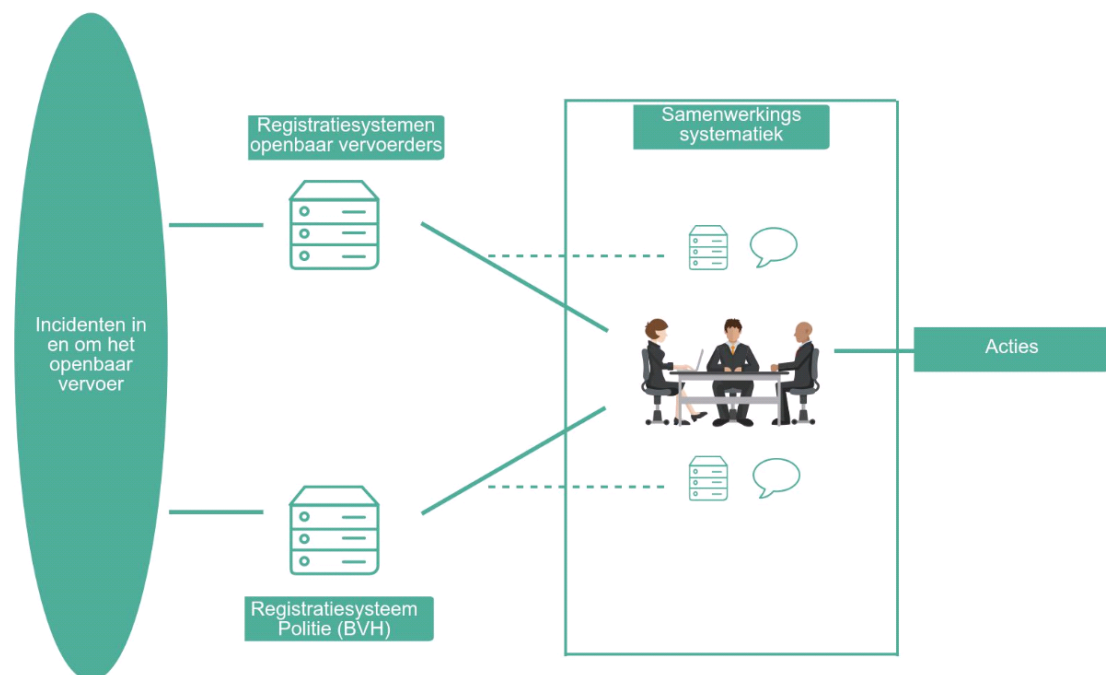 Incidenten in
en om het
openbaar
vervoer
Registratiesystemen
openbaar vervoerders
Registratiesysteem
Politie (BVH)
Samenwerkings
systematiek
Acties